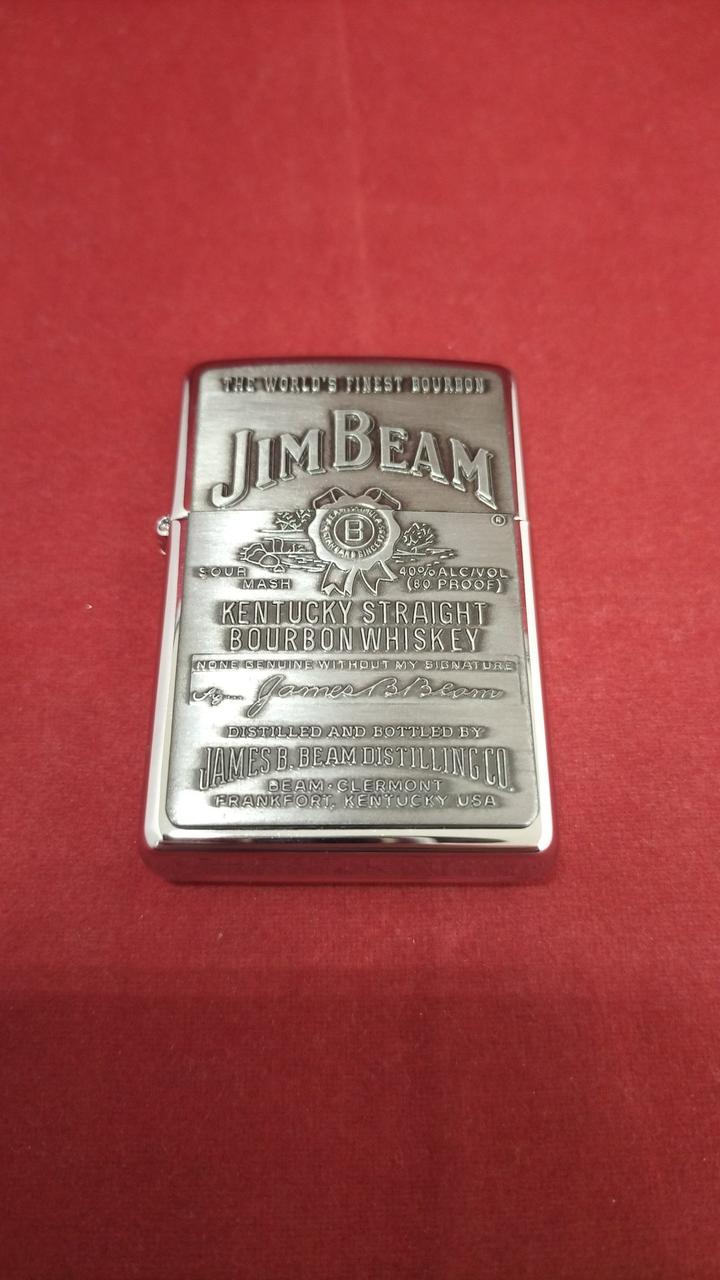 THE WORLD'S FINEST BOURBON
JIM BEAM
®
B
SOUR
MASH
40% ALC/VOL
(80 PROOF)
KENTUCKY STRAIGHT
BOURBON WHISKEY
NONE GENUINE WITHOUT MY SIGNATURE
James B. Beam
DISTILLED AND BOTTLED BY
JAMES B. BEAM DISTILLING CO.
BEAM · CLERMONT
FRANKFORT, KENTUCKY USA